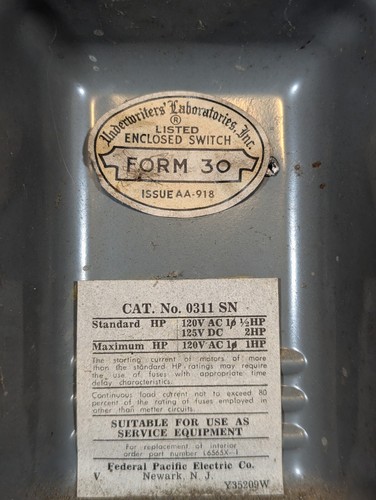 Underwriters' Laboratories, Inc.
®
LISTED
ENCLOSED SWITCH
FORM 30
ISSUE AA-918
CAT. No. 0311 SN
Standard HP 120V AC 1ϕ ½HP
125V DC 2HP
Maximum HP 120V AC 1ϕ 1HP
The starting current of motors of more
than the standard HP ratings may require
the use of fuses with appropriate time
delay characteristics.
Continuous load current not to exceed 80
percent of the rating of fuses employed in
other than motor circuits.
SUITABLE FOR USE AS
SERVICE EQUIPMENT
For replacement of interior
order part number L6565X-1
Federal Pacific Electric Co.
V. Newark, N. J.
Y35209W